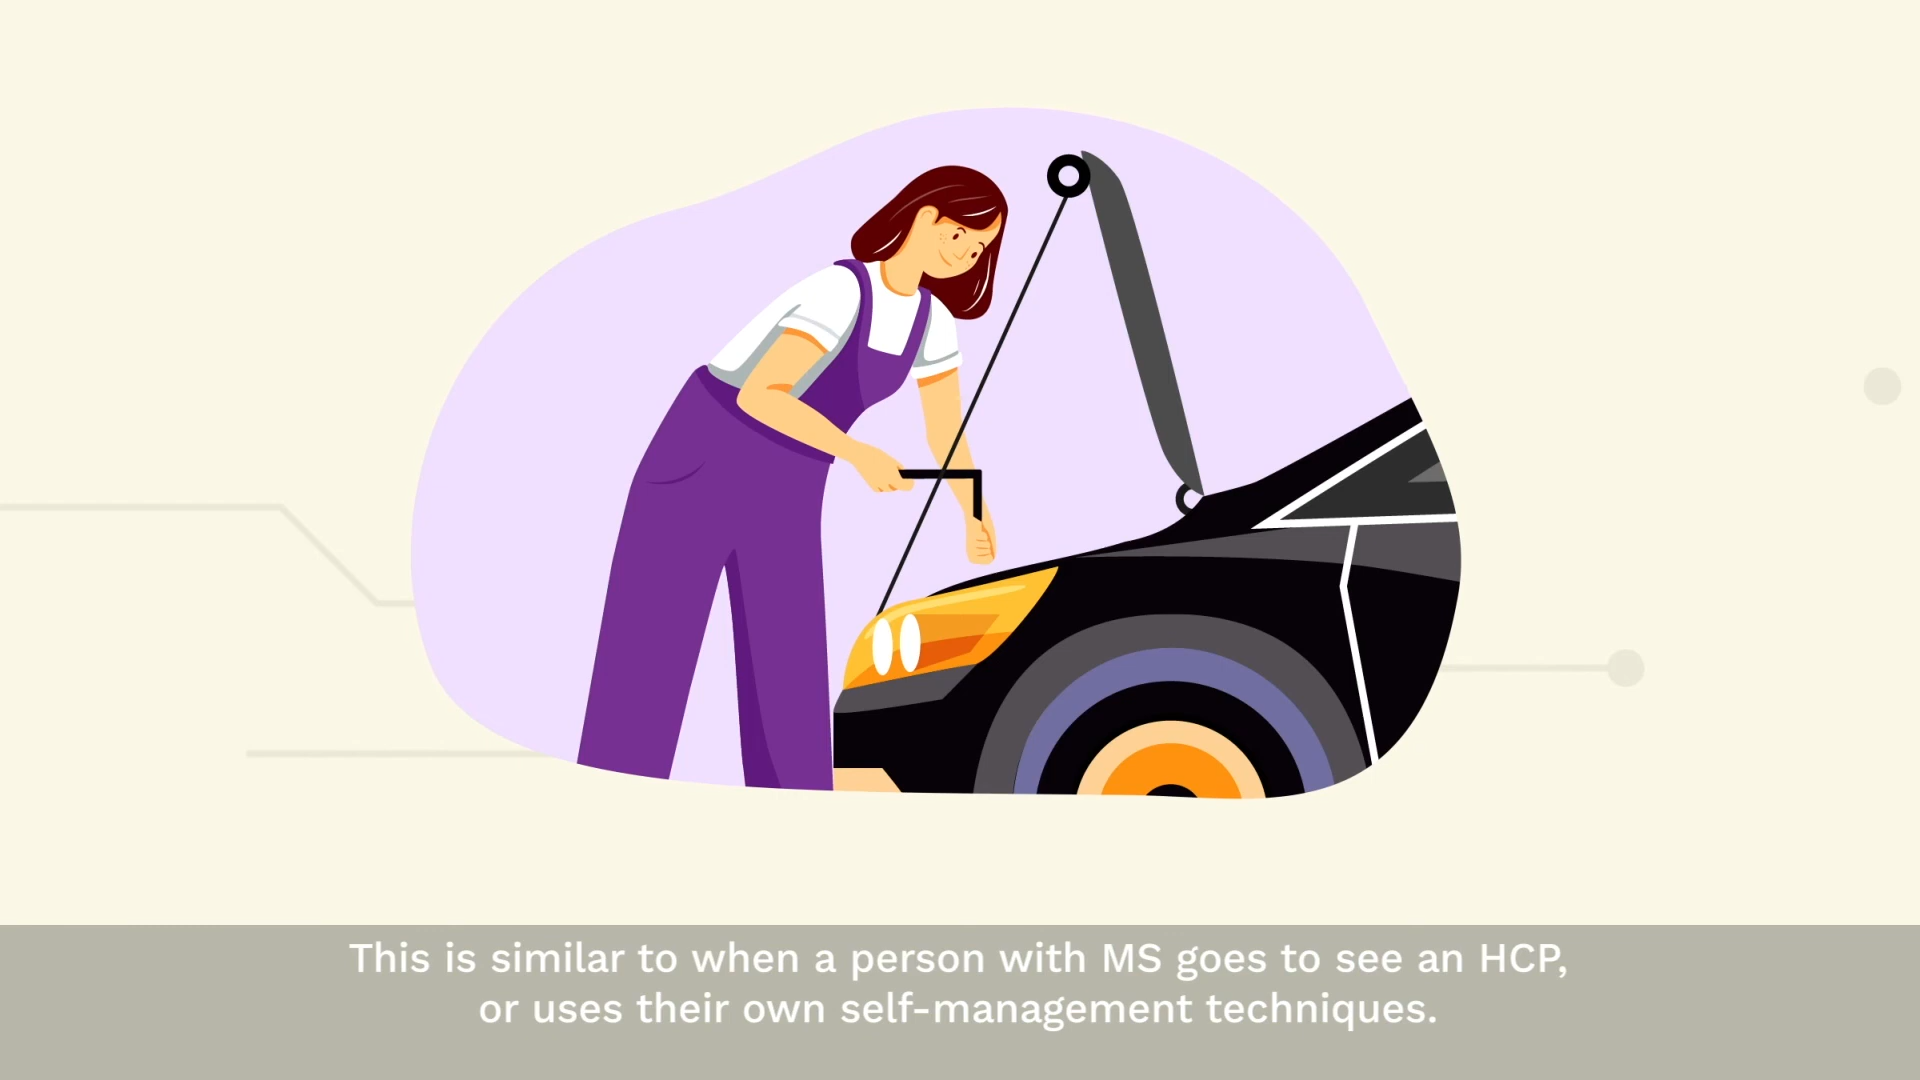 This is similar to when a person with MS goes to see an HCP,
or uses their own self-management techniques.